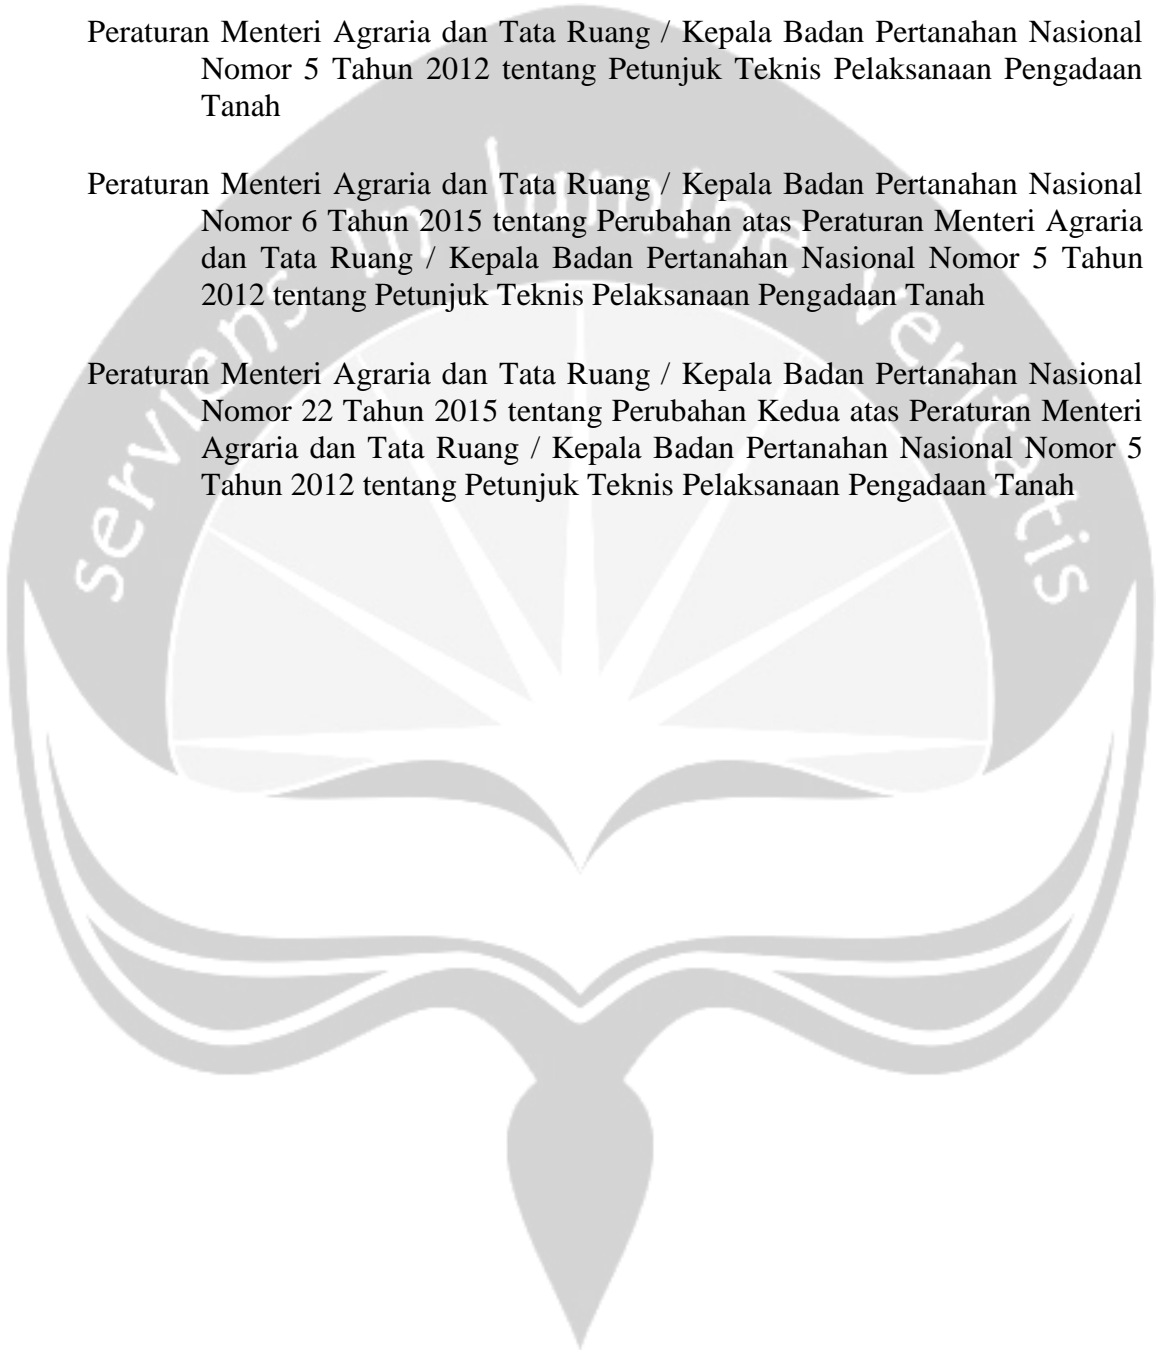 Peraturan Menteri Agraria dan Tata Ruang / Kepala Badan Pertanahan Nasional
Nomor 5 Tahun 2012 tentang Petunjuk Teknis Pelaksanaan Pengadaan
Tanah
Peraturan Menteri Agraria dan Tata Ruang / Kepala Badan Pertanahan Nasional
Nomor 6 Tahun 2015 tentang Perubahan atas Peraturan Menteri Agraria
dan Tata Ruang / Kepala Badan Pertanahan Nasional Nomor 5 Tahun
2012 tentang Petunjuk Teknis Pelaksanaan Pengadaan Tanah
Peraturan Menteri Agraria dan Tata Ruang / Kepala Badan Pertanahan Nasional
Nomor 22 Tahun 2015 tentang Perubahan Kedua atas Peraturan Menteri
Agraria dan Tata Ruang / Kepala Badan Pertanahan Nasional Nomor 5
Tahun 2012 tentang Petunjuk Teknis Pelaksanaan Pengadaan Tanah
serviens in lumine veritatis